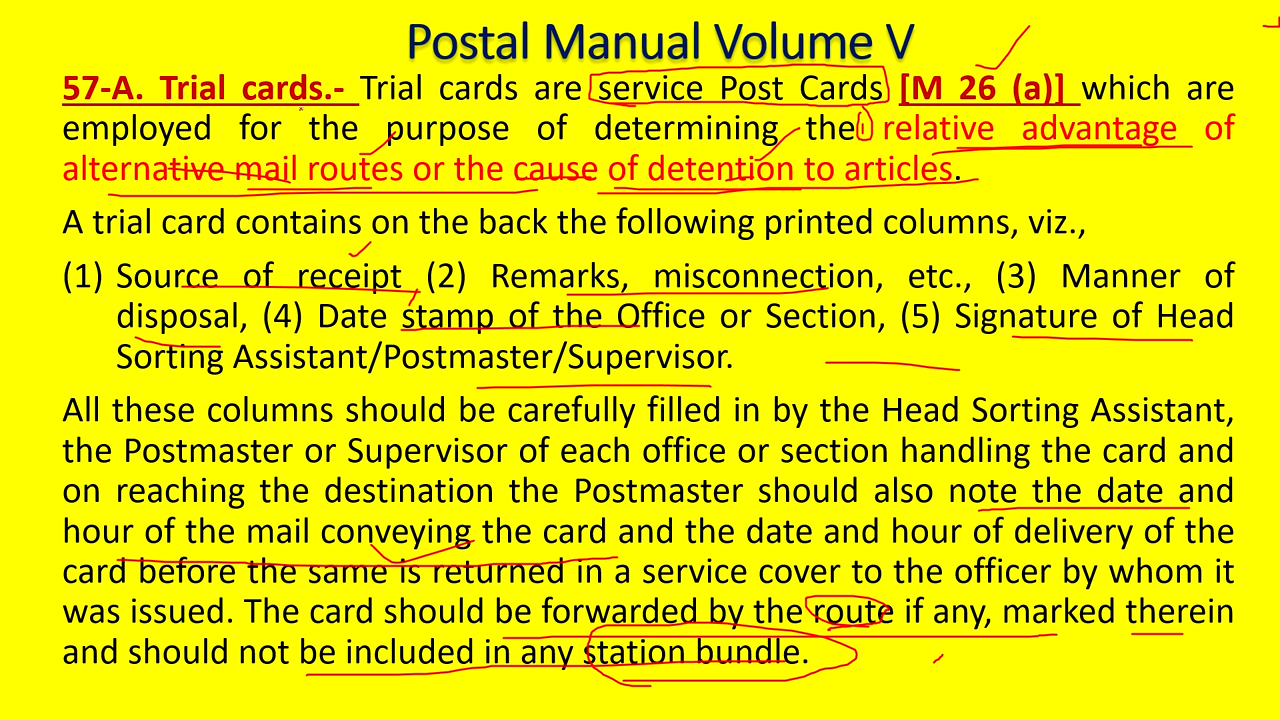 Postal Manual Volume V
57-A. Trial cards.- Trial cards are service Post Cards [M 26 (a)] which are
employed for the purpose of determining the relative advantage of
alternative mail routes or the cause of detention to articles.
A trial card contains on the back the following printed columns, viz.,
(1) Source of receipt (2) Remarks, misconnection, etc., (3) Manner of
disposal, (4) Date stamp of the Office or Section, (5) Signature of Head
Sorting Assistant/Postmaster/Supervisor.
All these columns should be carefully filled in by the Head Sorting Assistant,
the Postmaster or Supervisor of each office or section handling the card and
on reaching the destination the Postmaster should also note the date and
hour of the mail conveying the card and the date and hour of delivery of the
card before the same is returned in a service cover to the officer by whom it
was issued. The card should be forwarded by the route if any, marked therein
and should not be included in any station bundle.